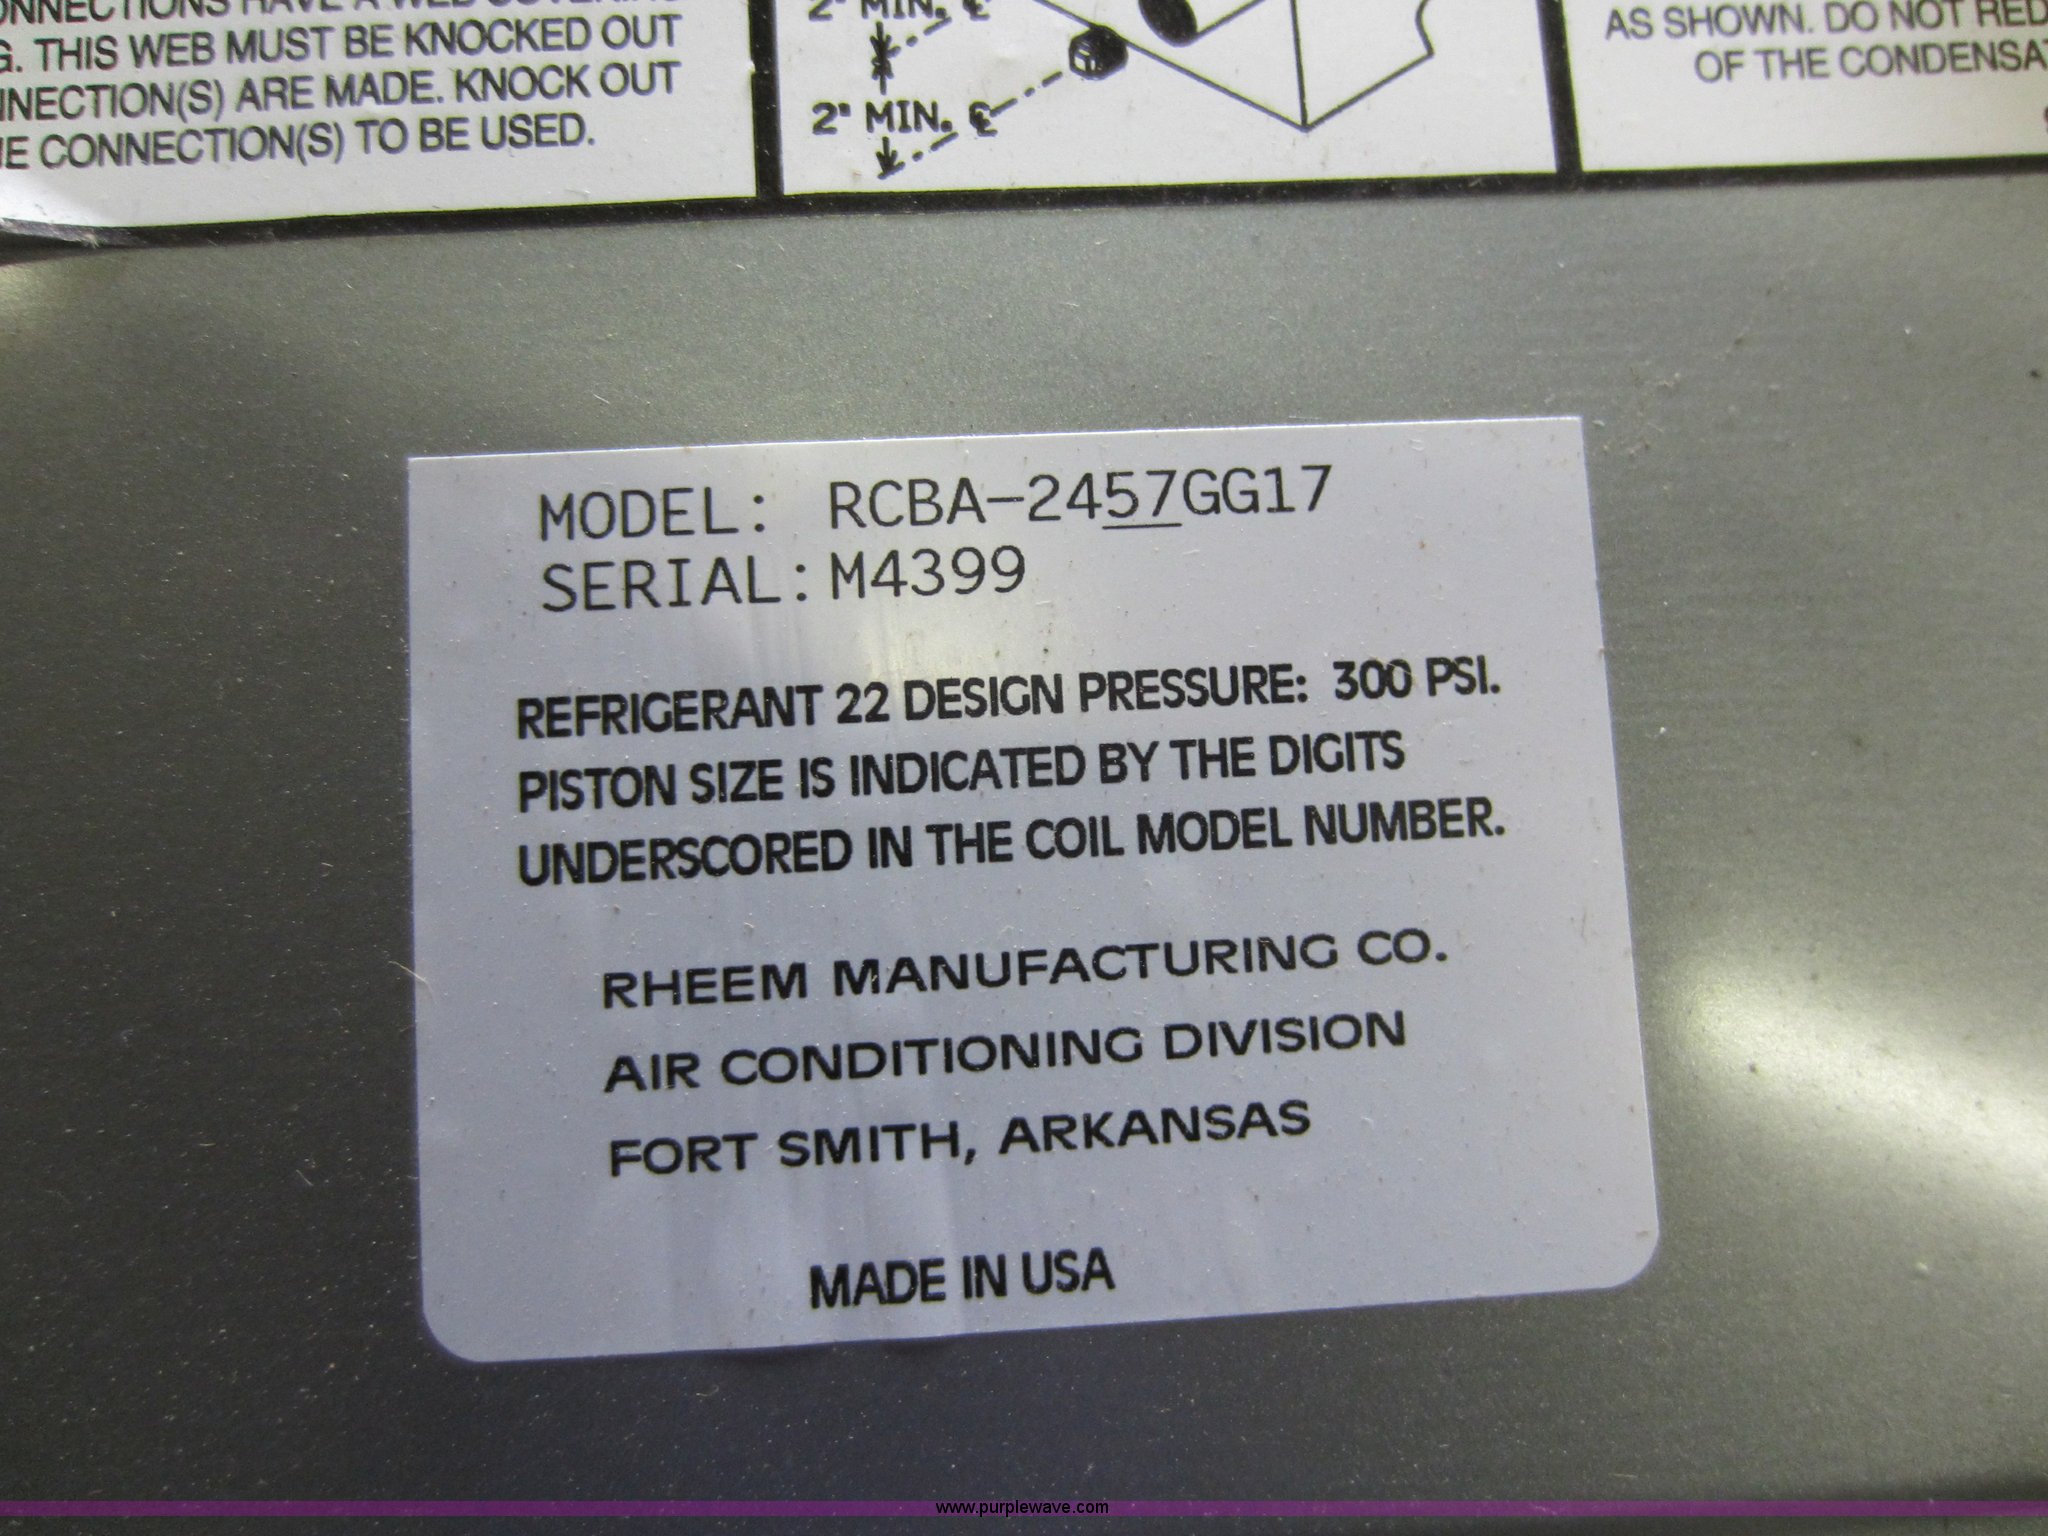 CONNECTIONS HAVE A WEB COVERING
G. THIS WEB MUST BE KNOCKED OUT
NNECTION(S) ARE MADE. KNOCK OUT
HE CONNECTION(S) TO BE USED.
2" MIN. ℄
2" MIN. ℄
AS SHOWN. DO NOT RED
OF THE CONDENSA
MODEL: RCBA-2457GG17
SERIAL: M4399
REFRIGERANT 22 DESIGN PRESSURE: 300 PSI.
PISTON SIZE IS INDICATED BY THE DIGITS
UNDERSCORED IN THE COIL MODEL NUMBER.
RHEEM MANUFACTURING CO.
AIR CONDITIONING DIVISION
FORT SMITH, ARKANSAS
MADE IN USA
www.purplewave.com